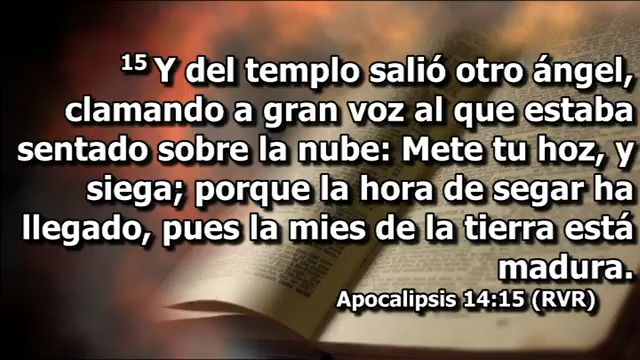 15 Y del templo salió otro ángel,
clamando a gran voz al que estaba
sentado sobre la nube: Mete tu hoz, y
siega; porque la hora de segar ha
llegado, pues la mies de la tierra está
madura.
Apocalipsis 14:15 (RVR)